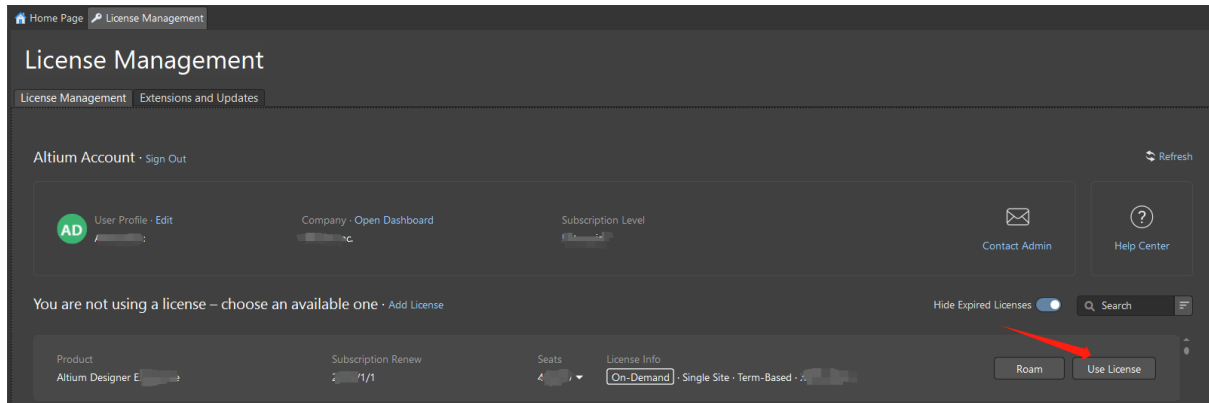 Home Page License Management
License Management
License Management Extensions and Updates
Altium Account · Sign Out
Refresh
AD
User Profile · Edit
Company · Open Dashboard
Subscription Level
Contact Admin
Help Center
You are not using a license – choose an available one · Add License
Hide Expired Licenses
Search
Product
Subscription Renew
Seats
License Info
Altium Designer
/1/1
On-Demand · Single Site · Term-Based ·
Roam
Use License